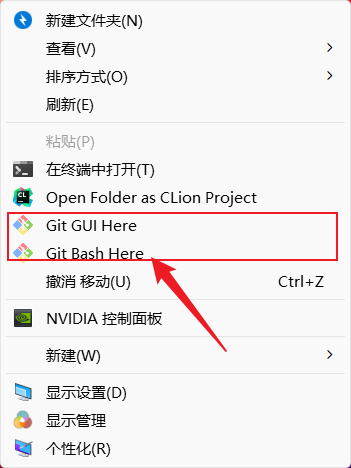 新建文件夹(N)
查看(V)
排序方式(O)
刷新(E)
粘贴(P)
在终端中打开(T)
Open Folder as CLion Project
Git GUI Here
Git Bash Here
撤消 移动(U) Ctrl+Z
NVIDIA 控制面板
新建(W)
显示设置(D)
显示管理
个性化(R)